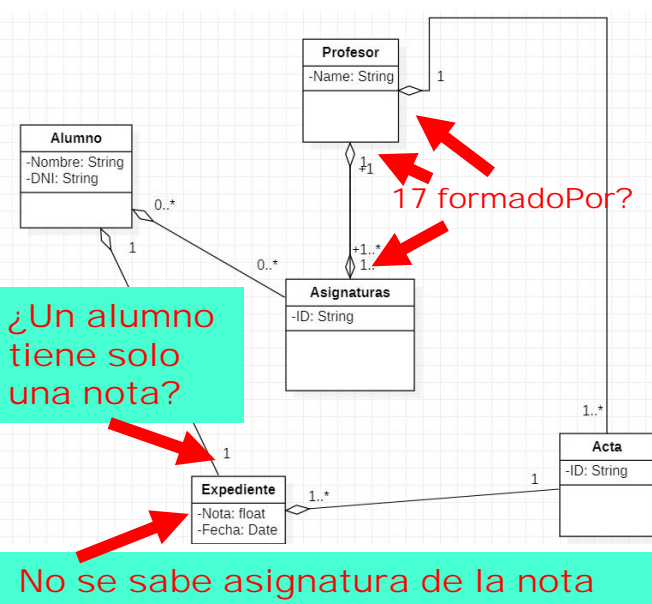 Profesor
-Name: String
1
Alumno
-Nombre: String
-DNI: String
1
+1
17 formadoPor?
0..*
1
+1..*
0..*
1..
Asignaturas
-ID: String
¿Un alumno
tiene solo
una nota?
1..*
Acta
-ID: String
1
1
Expediente
1..*
-Nota: float
-Fecha: Date
No se sabe asignatura de la nota